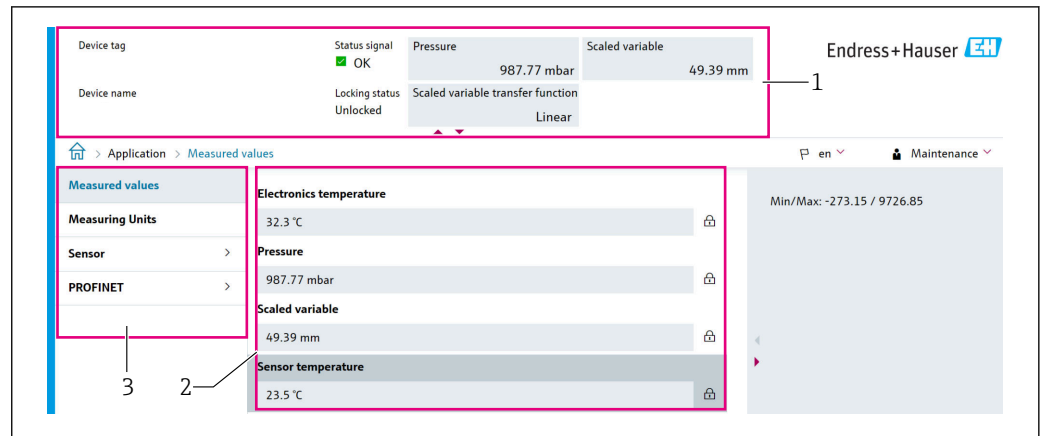 Device tag
Status signal
OK
Pressure
987.77 mbar
Scaled variable
49.39 mm
Endress+Hauser EH
1
Device name
Locking status
Unlocked
Scaled variable transfer function
Linear
> Application > Measured values
en
Maintenance
Measured values
Measuring Units
Sensor >
PROFINET >
3
Electronics temperature
32.3 °C
Pressure
987.77 mbar
Scaled variable
49.39 mm
2
Sensor temperature
23.5 °C
Min/Max: -273.15 / 9726.85